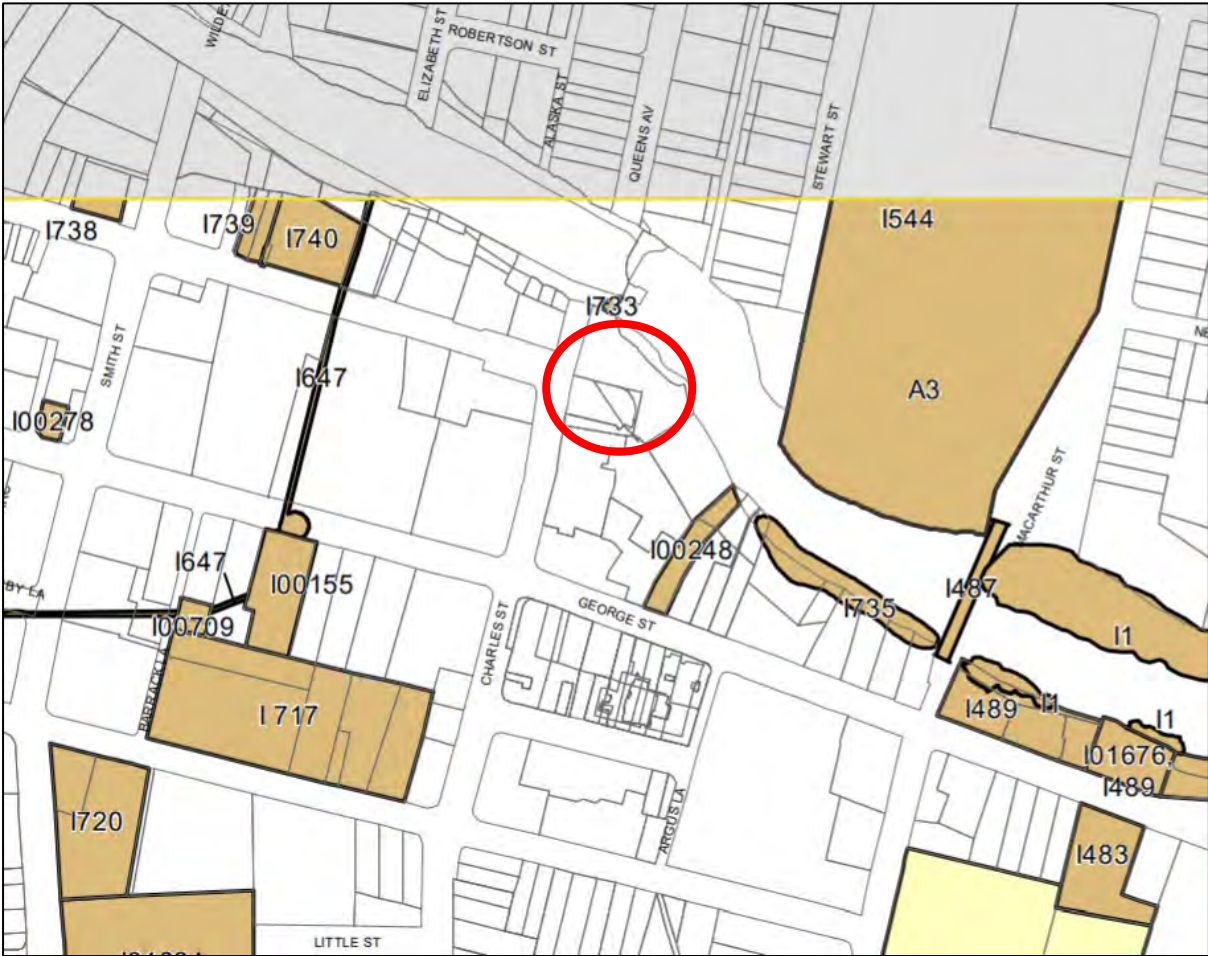 ROBERTSON ST
ELIZABETH ST
ALASKA ST
QUEENS AV
STEWART ST
I738
I739
I740
I544
I733
SMITH ST
I647
A3
I00278
MACARTHUR ST
I647
I00155
I00248
I487
I735
I00709
GEORGE ST
I1
CHARLES ST
BARRACK LA
I 717
I489
I1
I1
I01676,
I489
I720
ARGUS LA
I483
LITTLE ST